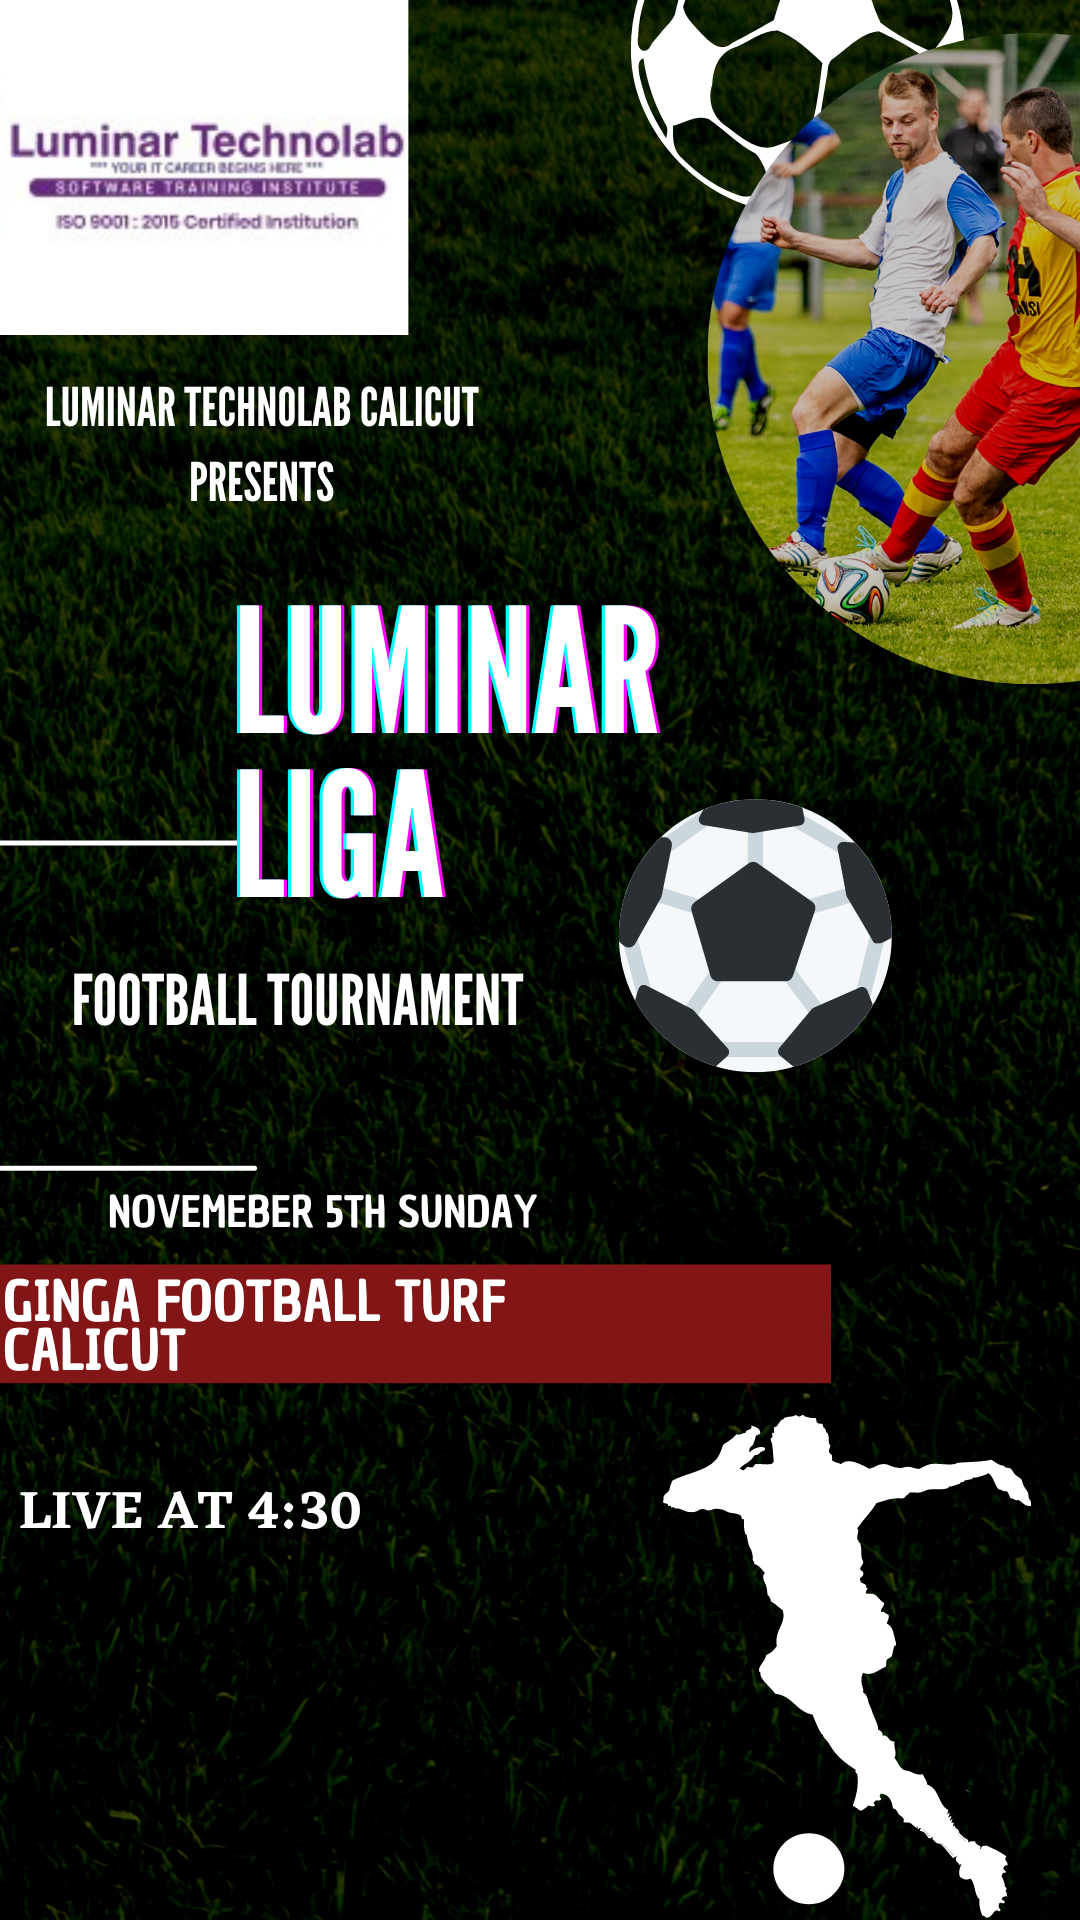 Luminar Technolab
*** YOUR IT CAREER BEGINS HERE ***
SOFTWARE TRAINING INSTITUTE
ISO 9001 : 2015 Certified Institution
LUMINAR TECHNOLAB CALICUT
PRESENTS
LUMINAR
LIGA
FOOTBALL TOURNAMENT
NOVEMEBER 5TH SUNDAY
GINGA FOOTBALL TURF
CALICUT
LIVE AT 4:30